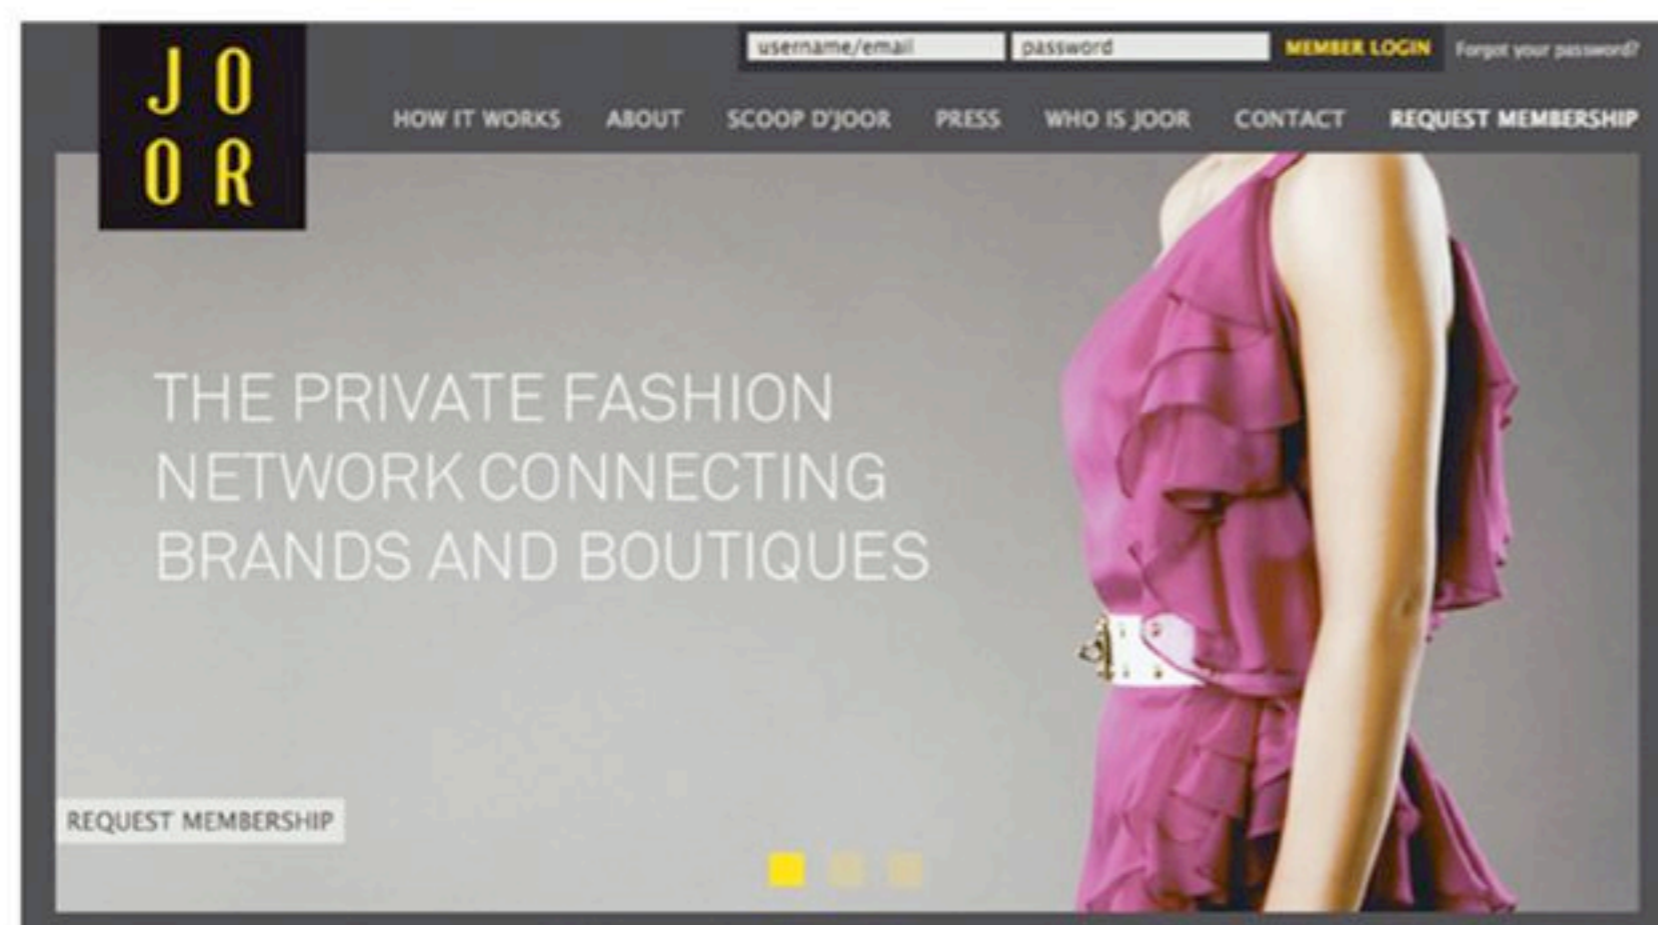 J O
O R
username/email password MEMBER LOGIN Forgot your password?
HOW IT WORKS ABOUT SCOOP D'JOOR PRESS WHO IS JOOR CONTACT REQUEST MEMBERSHIP
THE PRIVATE FASHION
NETWORK CONNECTING
BRANDS AND BOUTIQUES
REQUEST MEMBERSHIP